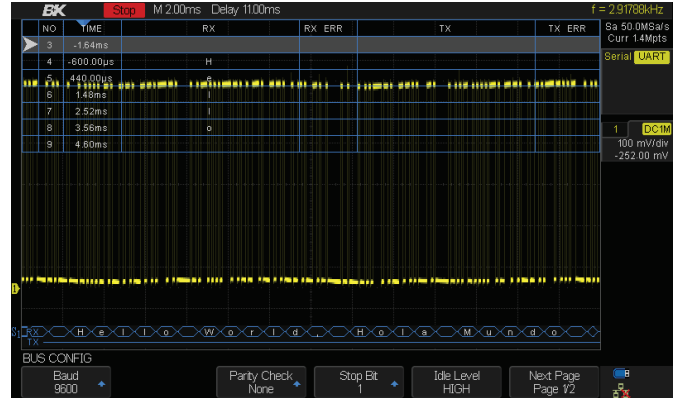 BK Stop M 2.00ms Delay 11.00ms f = 2.91788kHz
NO TIME RX RX ERR TX TX ERR
3 -1.64ms
4 -600.00µs H
5 440.00µs e
6 1.48ms l
7 2.52ms l
8 3.56ms o
9 4.60ms
Sa 50.0MSa/s
Curr 1.4Mpts
Serial UART
1 DC1M
100 mV/div
-252.00 mV
1
S1 RX H e l l o W o r l d , H o l a M u n d o
TX
BUS CONFIG
Baud Parity Check Stop Bit Idle Level Next Page
9600 None 1 HIGH Page 1/2